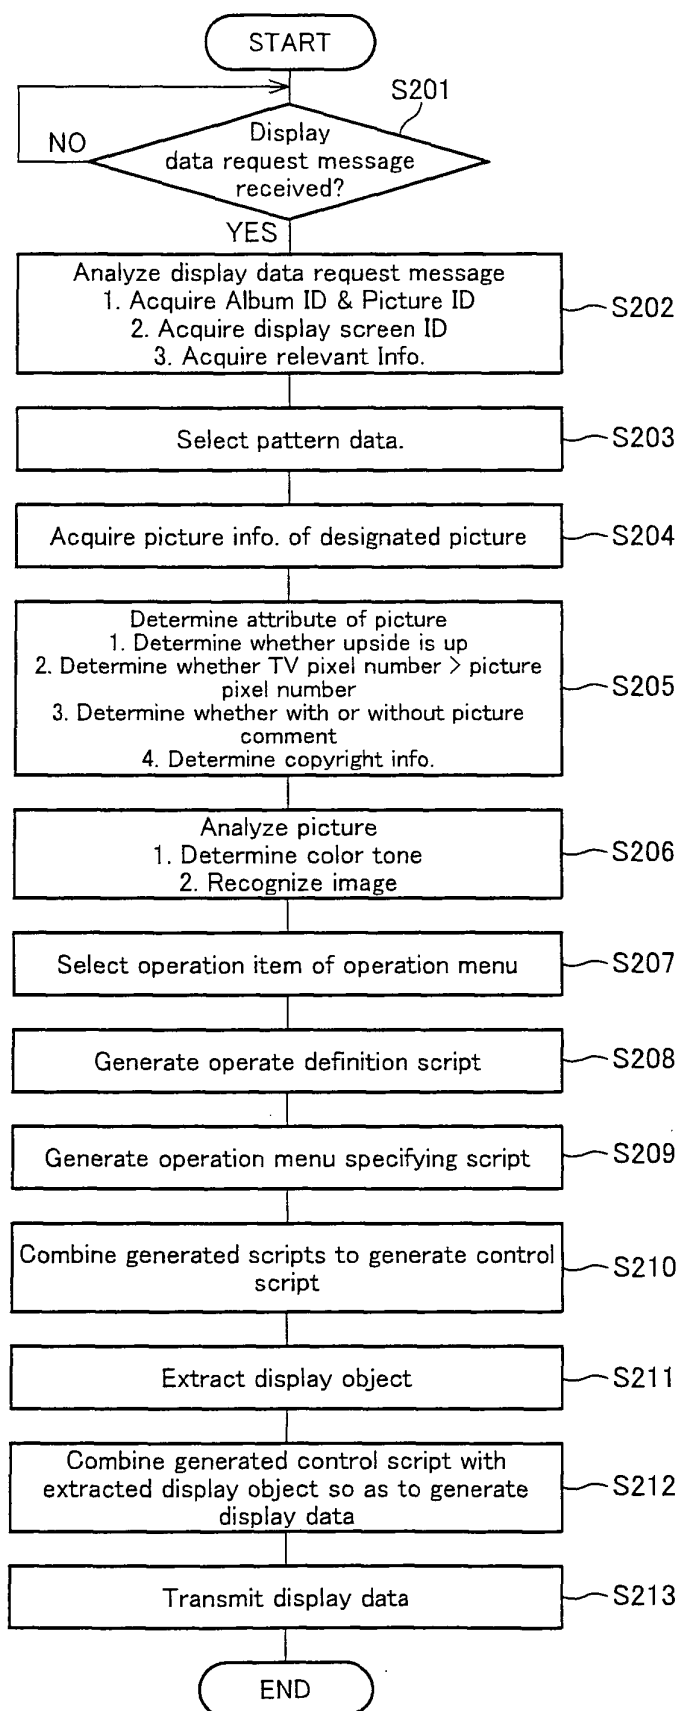 START
S201
Display
data request message
received?
NO
YES
Analyze display data request message
1. Acquire Album ID & Picture ID
2. Acquire display screen ID
3. Acquire relevant Info.
S202
Select pattern data.
S203
Acquire picture info. of designated picture
S204
Determine attribute of picture
1. Determine whether upside is up
2. Determine whether TV pixel number > picture
pixel number
3. Determine whether with or without picture
comment
4. Determine copyright info.
S205
Analyze picture
1. Determine color tone
2. Recognize image
S206
Select operation item of operation menu
S207
Generate operate definition script
S208
Generate operation menu specifying script
S209
Combine generated scripts to generate control
script
S210
Extract display object
S211
Combine generated control script with
extracted display object so as to generate
display data
S212
Transmit display data
S213
END